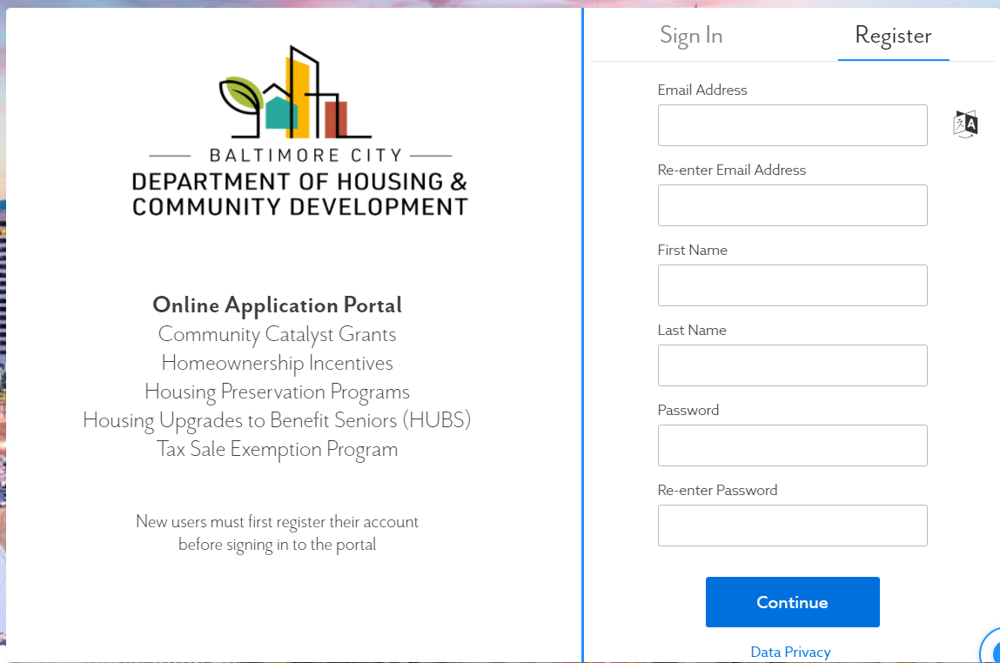 BALTIMORE CITY
DEPARTMENT OF HOUSING &
COMMUNITY DEVELOPMENT
Online Application Portal
Community Catalyst Grants
Homeownership Incentives
Housing Preservation Programs
Housing Upgrades to Benefit Seniors (HUBS)
Tax Sale Exemption Program
New users must first register their account
before signing in to the portal
Sign In
Register
Email Address
A
Re-enter Email Address
First Name
Last Name
Password
Re-enter Password
Continue
Data Privacy